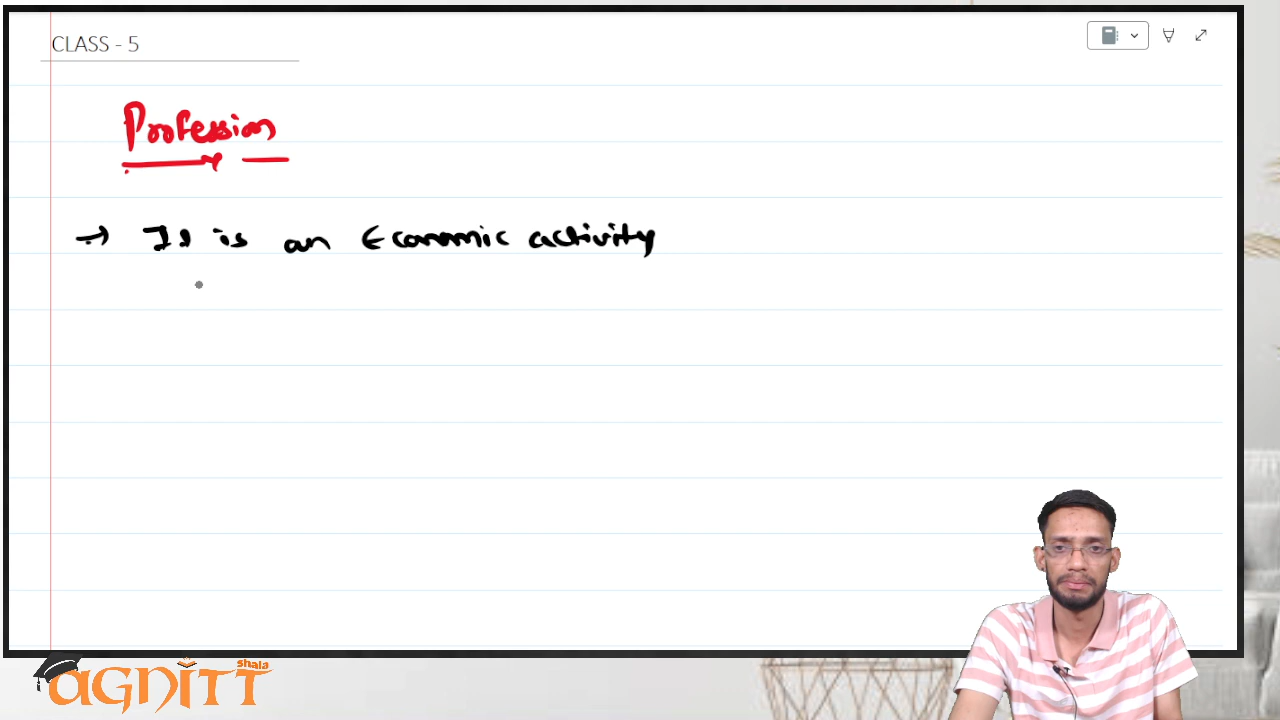 CLASS - 5
Profession
→ It is an Economic activity
AGNITT shala